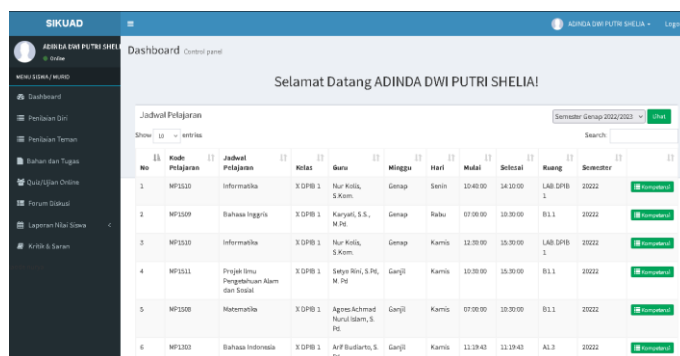 SIKUAD
ADINDA DWI PUTRI SHELIA
ADINDA DWI PUTRI SHELI
Online
Dashboard Control panel
MENU SISWA / MURID
Dashboard
Penilaian Diri
Penilaian Teman
Bahan dan Tugas
Quiz/Ujian Online
Forum Diskusi
Laporan Nilai Siswa
Kritik & Saran
Selamat Datang ADINDA DWI PUTRI SHELIA!
Jadwal Pelajaran
Semester Genap 2022/2023 Lihat
Show 10 entries Search
No Kode Pelajaran Jadwal Pelajaran Kelas Guru Minggu Hari Mulai Selesai Ruang Semester
1 MP1510 Informatika X DPIB 1 Nur Kolis, S.Kom. Genap Senin 10:40:00 14:10:00 LAB.DPIB 1 20222
2 MP1509 Bahasa Inggris X DPIB 1 Karyati, S.S., M.Pd Genap Rabu 07:00:00 10:30:00 B1.1 20222
3 MP1510 Informatika X DPIB 1 Nur Kolis, S.Kom. Genap Kamis 12:30:00 15:30:00 LAB.DPIB 1 20222
4 MP1511 Projek Ilmu Pengetahuan Alam dan Sosial X DPIB 1 Setyo Rini, S.Pd, M. Pd Ganjil Kamis 10:30:00 15:30:00 B1.1 20222
5 MP1508 Matematika X DPIB 1 Agoes Achmad Nurul Islam, S. Pd. Ganjil Kamis 07:00:00 10:30:00 B1.1 20222
6 MP1303 Bahasa Indonesia X DPIB 1 Arif Budiarto, S. Ganjil Kamis 11:19:43 11:19:43 A1.3 20222